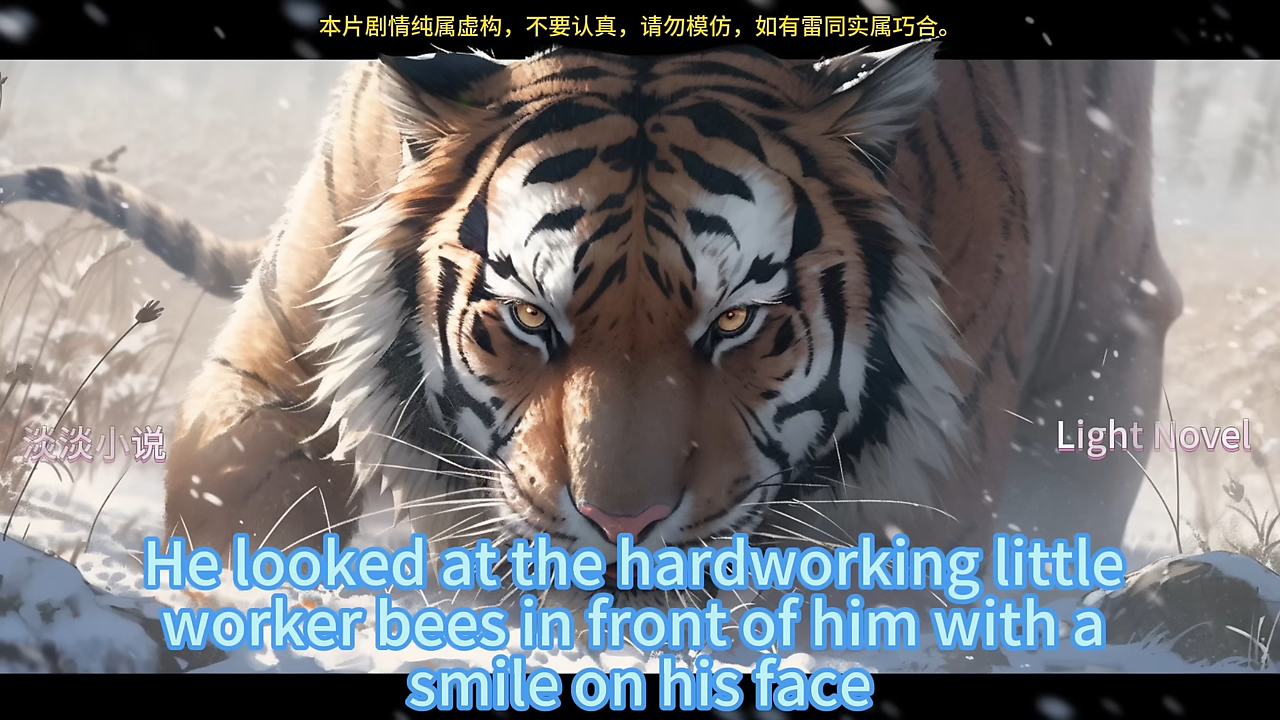 本片剧情纯属虚构，不要认真，请勿模仿，如有雷同实属巧合。
淡淡小说
Light Novel
He looked at the hardworking little
worker bees in front of him with a
smile on his face